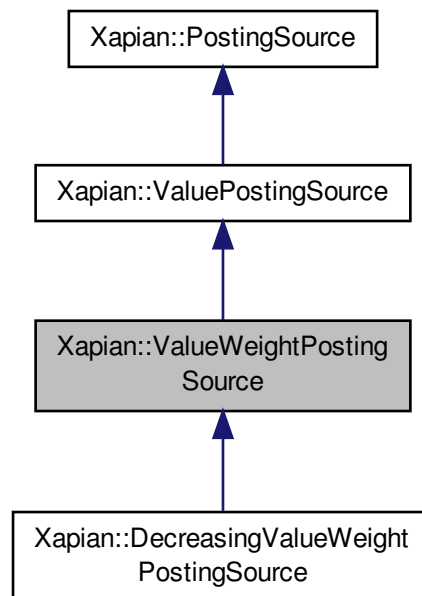 Xapian::PostingSource
Xapian::ValuePostingSource
Xapian::ValueWeightPosting
Source
Xapian::DecreasingValueWeight
PostingSource